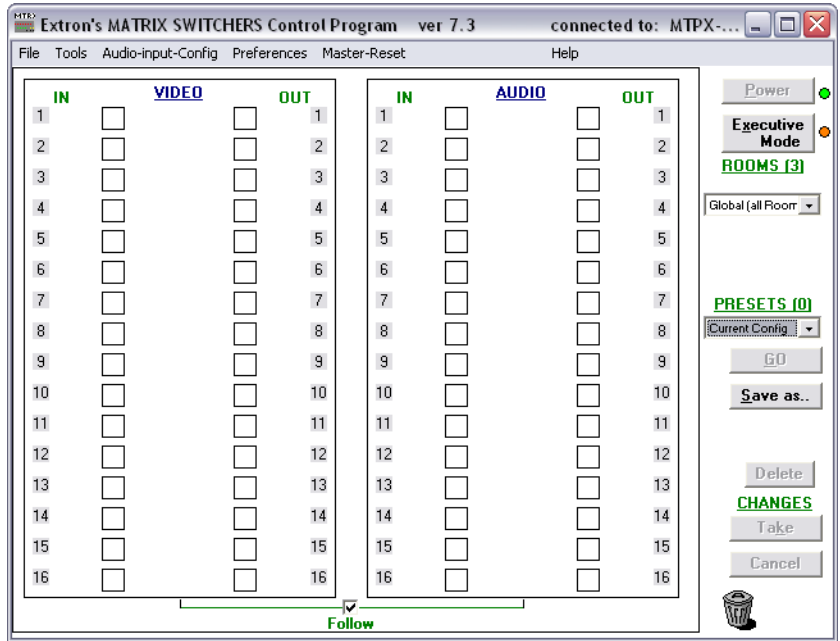 MTRX Extron's MATRIX SWITCHERS Control Program ver 7.3 connected to: MTPX-...
File Tools Audio-input-Config Preferences Master-Reset Help
IN VIDEO OUT
1 1
2 2
3 3
4 4
5 5
6 6
7 7
8 8
9 9
10 10
11 11
12 12
13 13
14 14
15 15
16 16
IN AUDIO OUT
1 1
2 2
3 3
4 4
5 5
6 6
7 7
8 8
9 9
10 10
11 11
12 12
13 13
14 14
15 15
16 16
Follow
Power
Executive
Mode
ROOMS (3)
Global (all Room
PRESETS (0)
Current Config
GO
Save as..
Delete
CHANGES
Take
Cancel